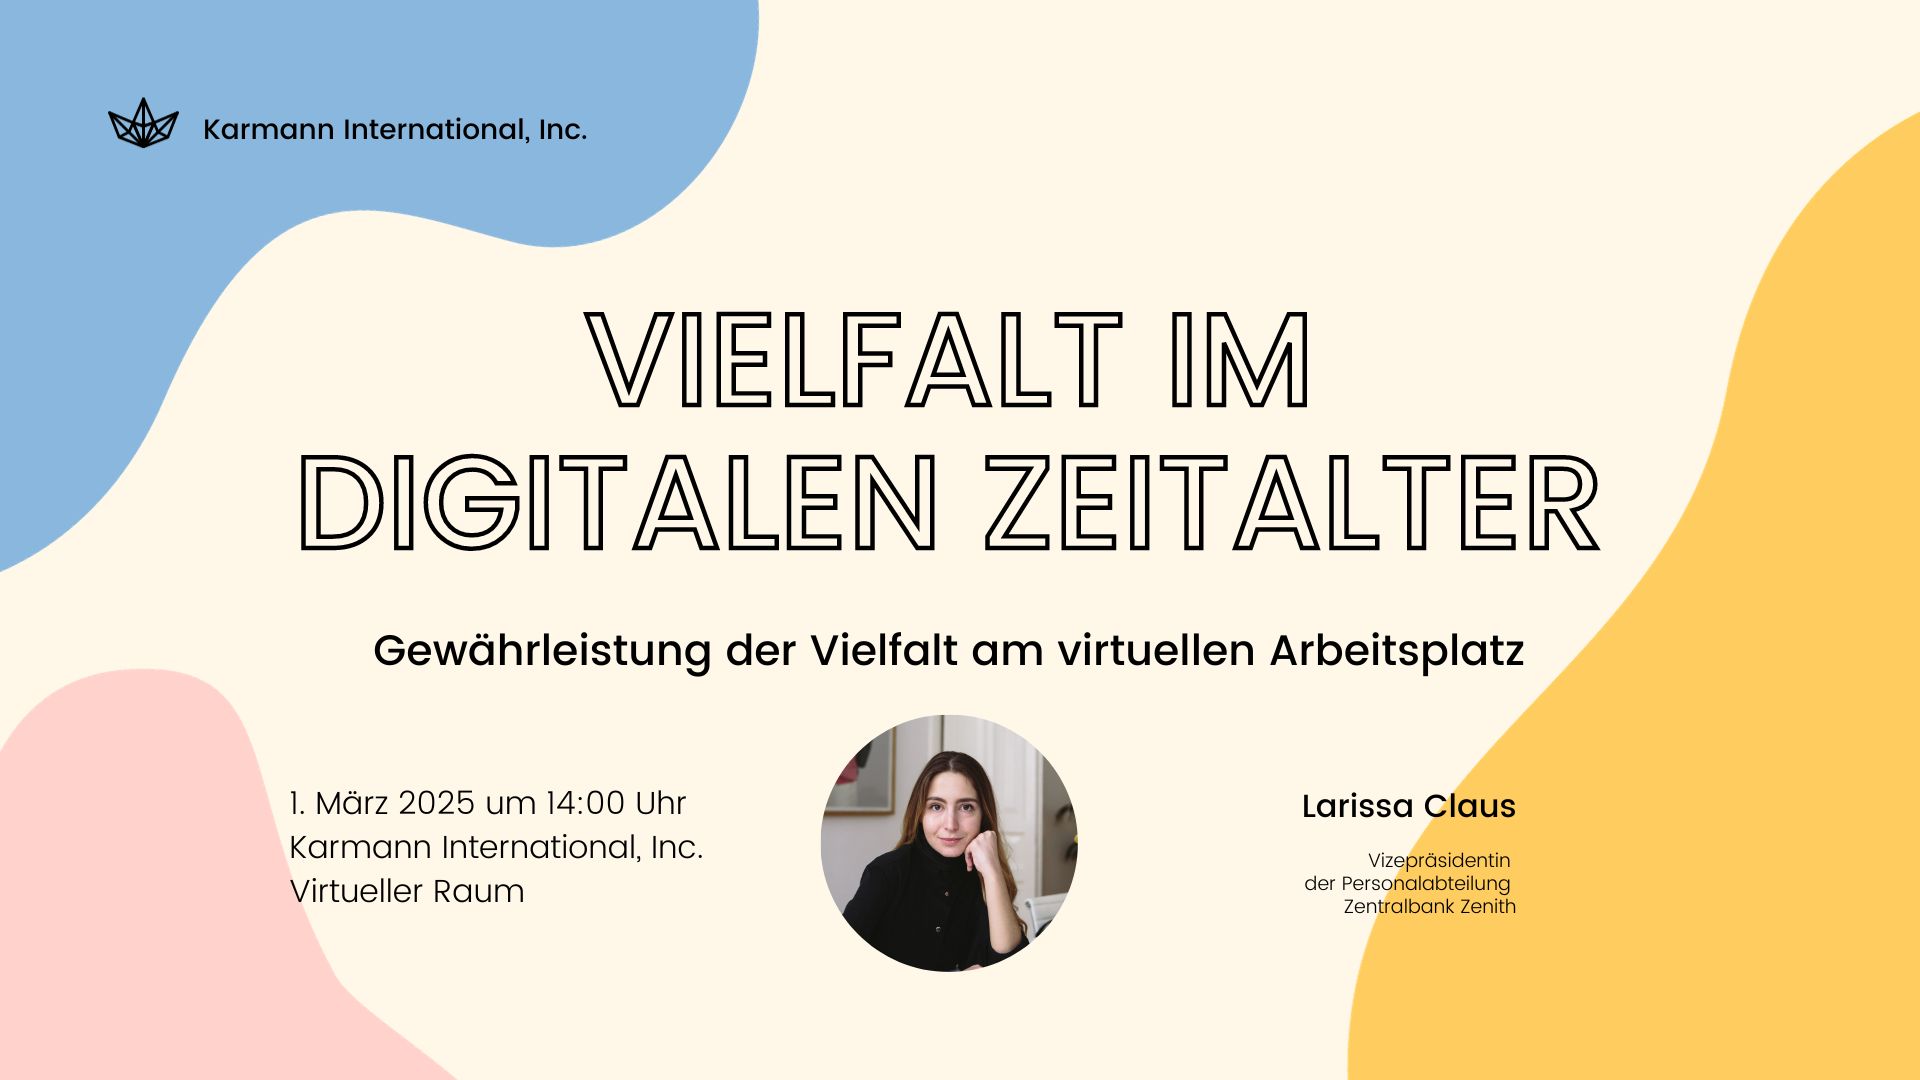 Karmann International, Inc.
VIELFALT IM
DIGITALEN ZEITALTER
Gewährleistung der Vielfalt am virtuellen Arbeitsplatz
1. März 2025 um 14:00 Uhr
Karmann International, Inc.
Virtueller Raum
Larissa Claus
Vizepräsidentin
der Personalabteilung
Zentralbank Zenith